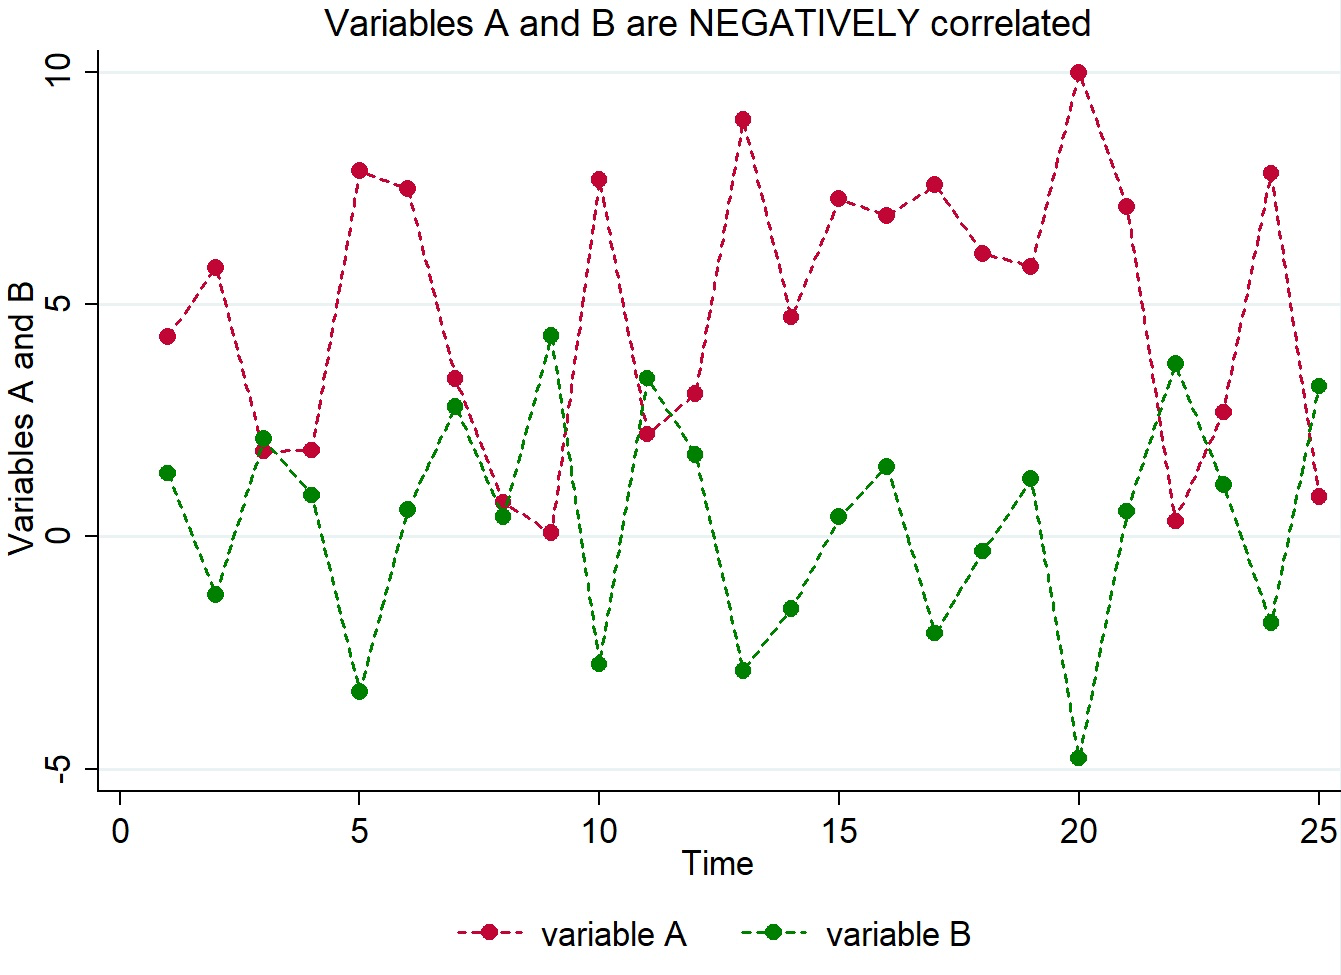 Variables A and B are NEGATIVELY correlated
Variables A and B
10
5
0
-5
0 5 10 15 20 25
Time
variable A variable B